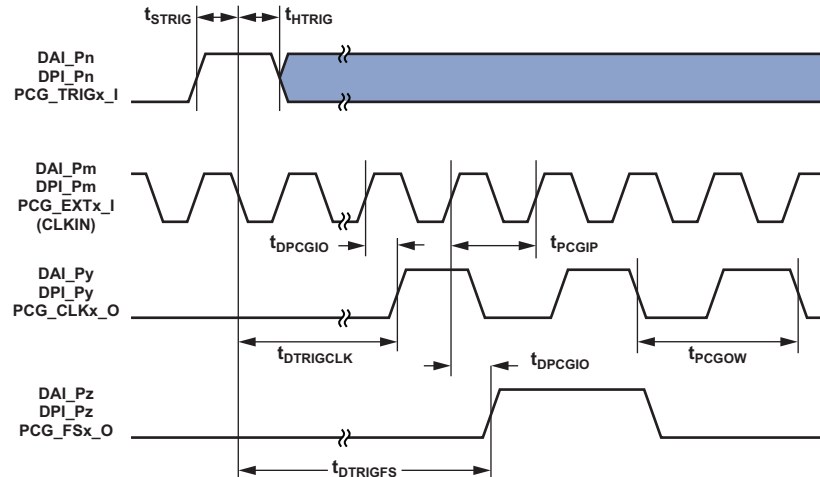 tSTRIG
tHTRIG
DAI_Pn
DPI_Pn
PCG_TRIGx_I
DAI_Pm
DPI_Pm
PCG_EXTx_I
(CLKIN)
tDPCGIO
tPCGIP
DAI_Py
DPI_Py
PCG_CLKx_O
tDTRIGCLK
tDPCGIO
tPCGOW
DAI_Pz
DPI_Pz
PCG_FSx_O
tDTRIGFS